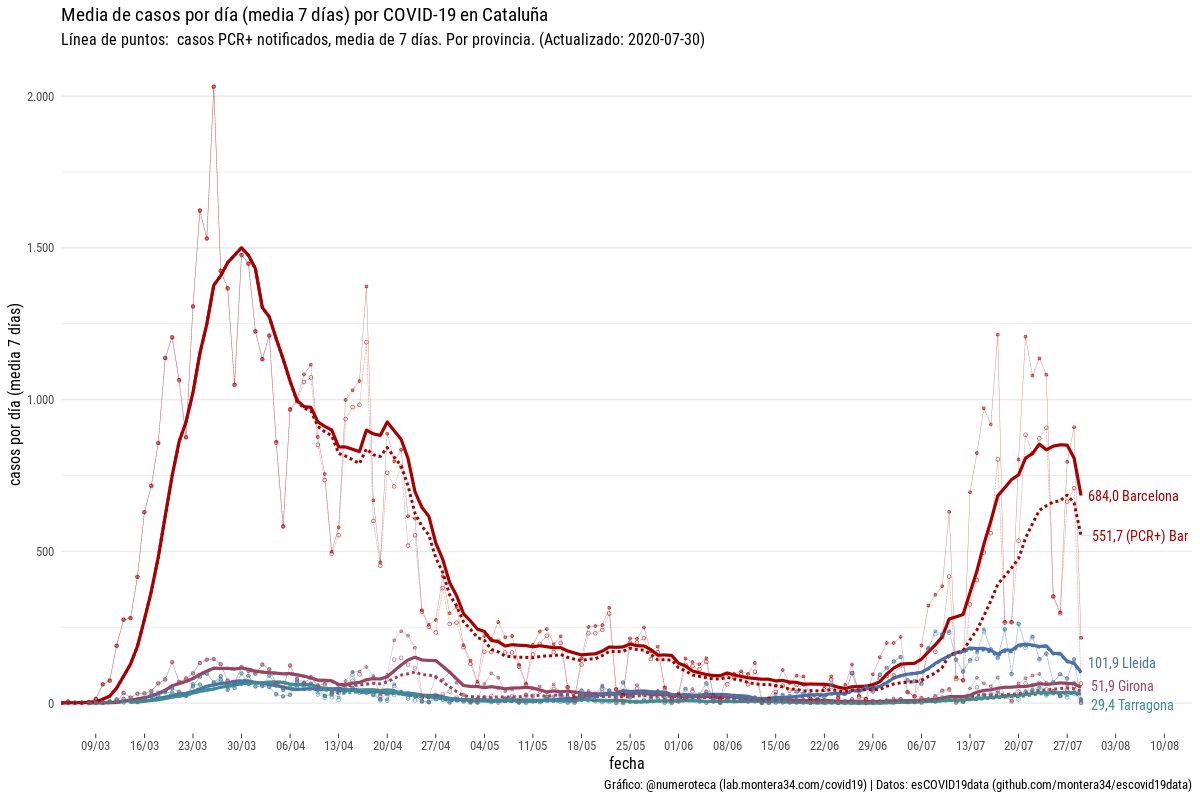 Media de casos por día (media 7 días) por COVID-19 en Cataluña
Línea de puntos:  casos PCR+ notificados, media de 7 días. Por provincia. (Actualizado: 2020-07-30)
casos por día (media 7 días)
2.000
1.500
1.000
500
0
684,0 Barcelona
551,7 (PCR+) Bar
101,9 Lleida
51,9 Girona
29,4 Tarragona
09/03 16/03 23/03 30/03 06/04 13/04 20/04 27/04 04/05 11/05 18/05 25/05 01/06 08/06 15/06 22/06 29/06 06/07 13/07 20/07 27/07 03/08 10/08
fecha
Gráfico: @numeroteca (lab.montera34.com/covid19) | Datos: esCOVID19data (github.com/montera34/escovid19data)